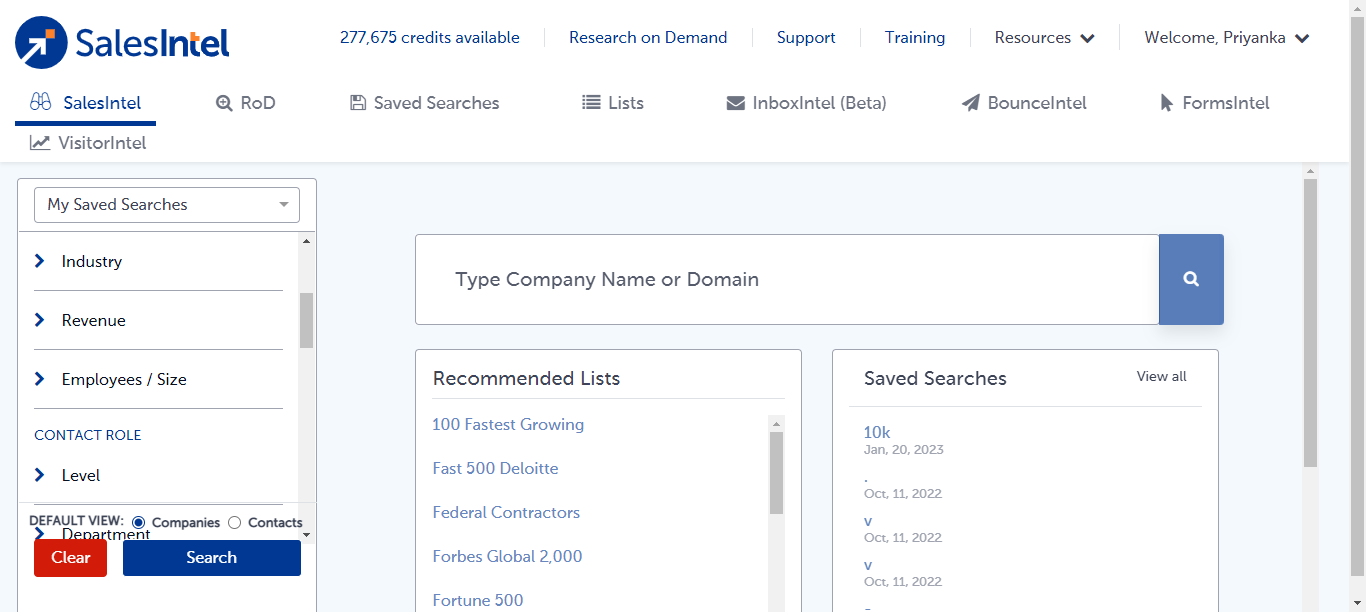 SalesIntel
277,675 credits available
Research on Demand
Support
Training
Resources
Welcome, Priyanka
SalesIntel
RoD
Saved Searches
Lists
InboxIntel (Beta)
BounceIntel
FormsIntel
VisitorIntel
My Saved Searches
Industry
Revenue
Employees / Size
CONTACT ROLE
Level
DEFAULT VIEW: Companies Contacts
Department
Clear
Search
Type Company Name or Domain
Recommended Lists
100 Fastest Growing
Fast 500 Deloitte
Federal Contractors
Forbes Global 2,000
Fortune 500
Saved Searches
View all
10k
Jan, 20, 2023
.
Oct, 11, 2022
v
Oct, 11, 2022
v
Oct, 11, 2022